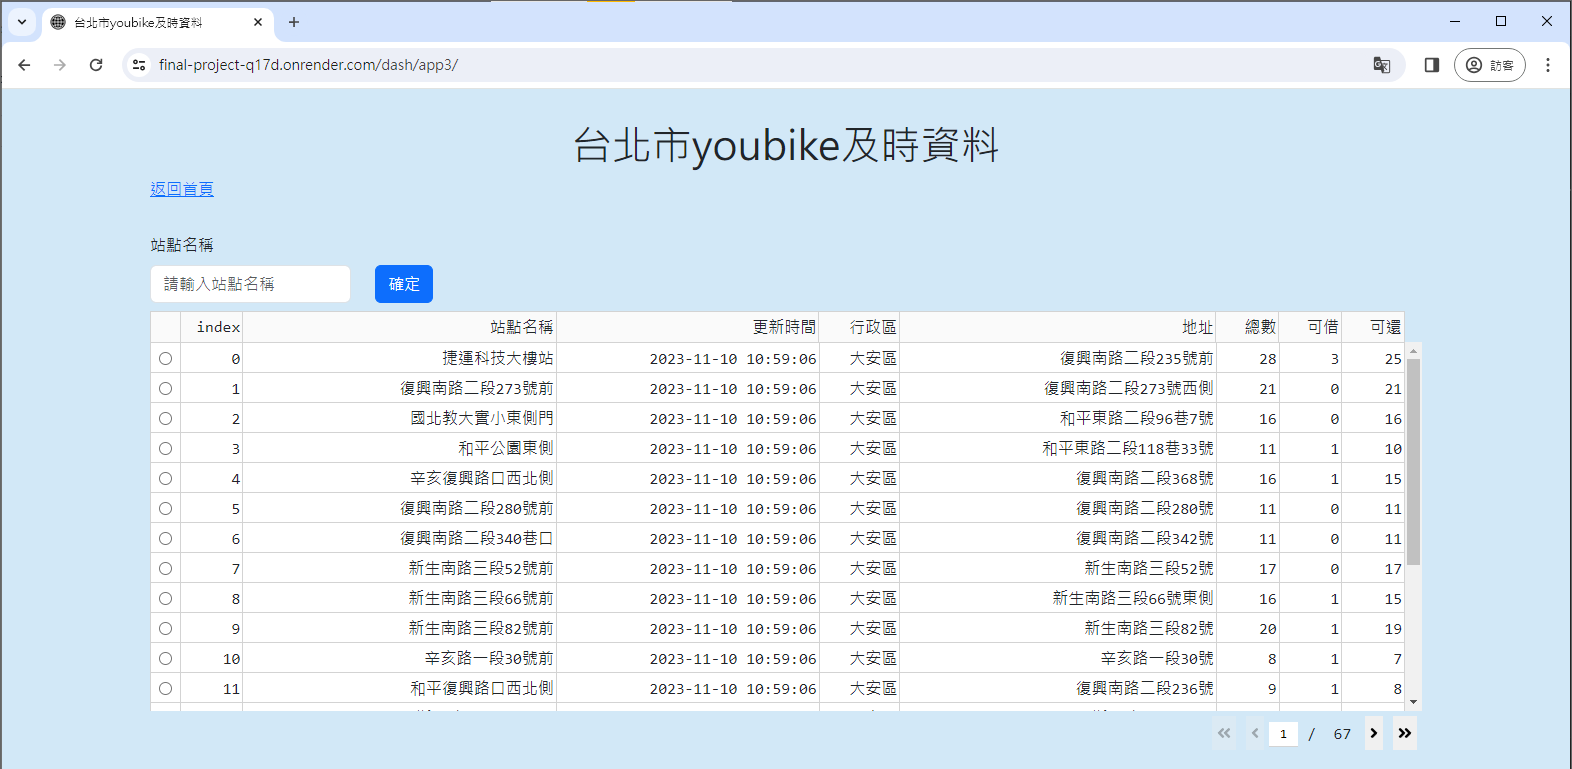 台北市youbike及時資料
final-project-q17d.onrender.com/dash/app3/
訪客
台北市youbike及時資料
返回首頁
站點名稱
請輸入站點名稱 確定
index 站點名稱 更新時間 行政區 地址 總數 可借 可還
0 捷運科技大樓站 2023-11-10 10:59:06 大安區 復興南路二段235號前 28 3 25
1 復興南路二段273號前 2023-11-10 10:59:06 大安區 復興南路二段273號西側 21 0 21
2 國北教大實小東側門 2023-11-10 10:59:06 大安區 和平東路二段96巷7號 16 0 16
3 和平公園東側 2023-11-10 10:59:06 大安區 和平東路二段118巷33號 11 1 10
4 辛亥復興路口西北側 2023-11-10 10:59:06 大安區 復興南路二段368號 16 1 15
5 復興南路二段280號前 2023-11-10 10:59:06 大安區 復興南路二段280號 11 0 11
6 復興南路二段340巷口 2023-11-10 10:59:06 大安區 復興南路二段342號 11 0 11
7 新生南路三段52號前 2023-11-10 10:59:06 大安區 新生南路三段52號 17 0 17
8 新生南路三段66號前 2023-11-10 10:59:06 大安區 新生南路三段66號東側 16 1 15
9 新生南路三段82號前 2023-11-10 10:59:06 大安區 新生南路三段82號 20 1 19
10 辛亥路一段30號前 2023-11-10 10:59:06 大安區 辛亥路一段30號 8 1 7
11 和平復興路口西北側 2023-11-10 10:59:06 大安區 復興南路二段236號 9 1 8
1 / 67